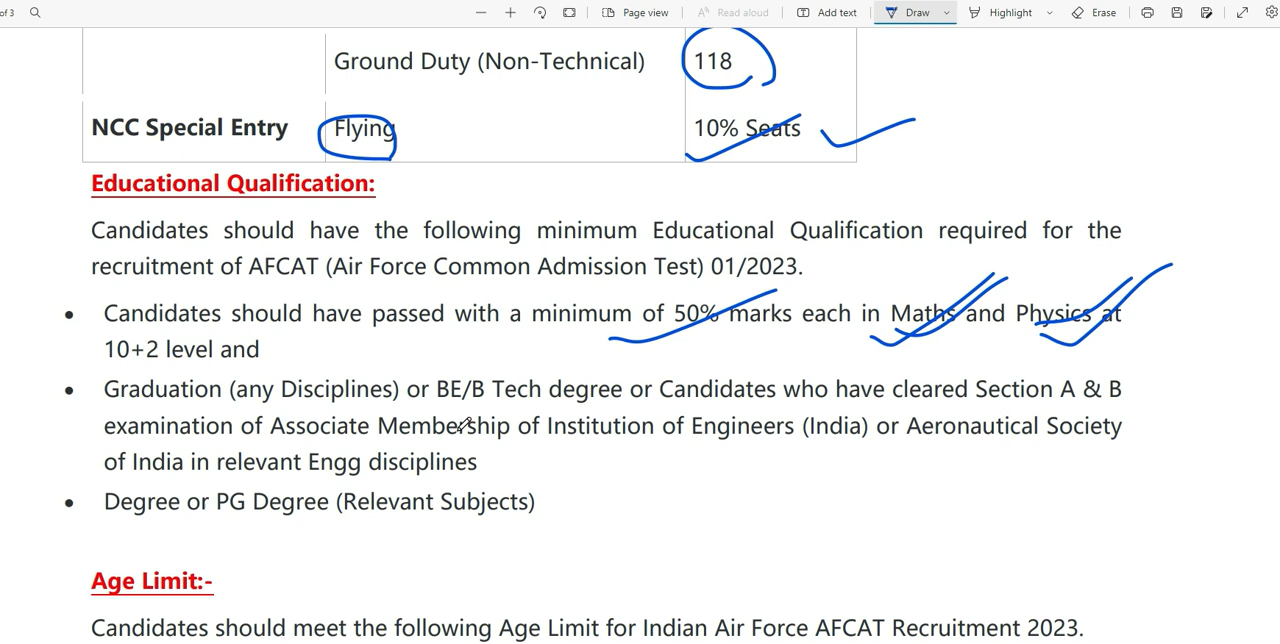 of 3
Page view
Read aloud
Add text
Draw
Highlight
Erase
Ground Duty (Non-Technical) 118
NCC Special Entry Flying 10% Seats
Educational Qualification:
Candidates should have the following minimum Educational Qualification required for the
recruitment of AFCAT (Air Force Common Admission Test) 01/2023.
• Candidates should have passed with a minimum of 50% marks each in Maths and Physics at
10+2 level and
• Graduation (any Disciplines) or BE/B Tech degree or Candidates who have cleared Section A & B
examination of Associate Membership of Institution of Engineers (India) or Aeronautical Society
of India in relevant Engg disciplines
• Degree or PG Degree (Relevant Subjects)
Age Limit:-
Candidates should meet the following Age Limit for Indian Air Force AFCAT Recruitment 2023.